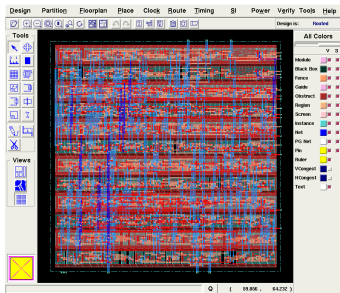 Design Partition Floorplan Place Clock Route Timing SI Power Verify Tools Help
Design is: Routed
Tools
All Colors
V S
Module
Black Box
Fence
Guide
Obstruct
Region
Screen
Instance
Net
PG Net
Pin
Ruler
VCongest
HCongest
Text
Views
Q ( 89.866 , 64.232 )